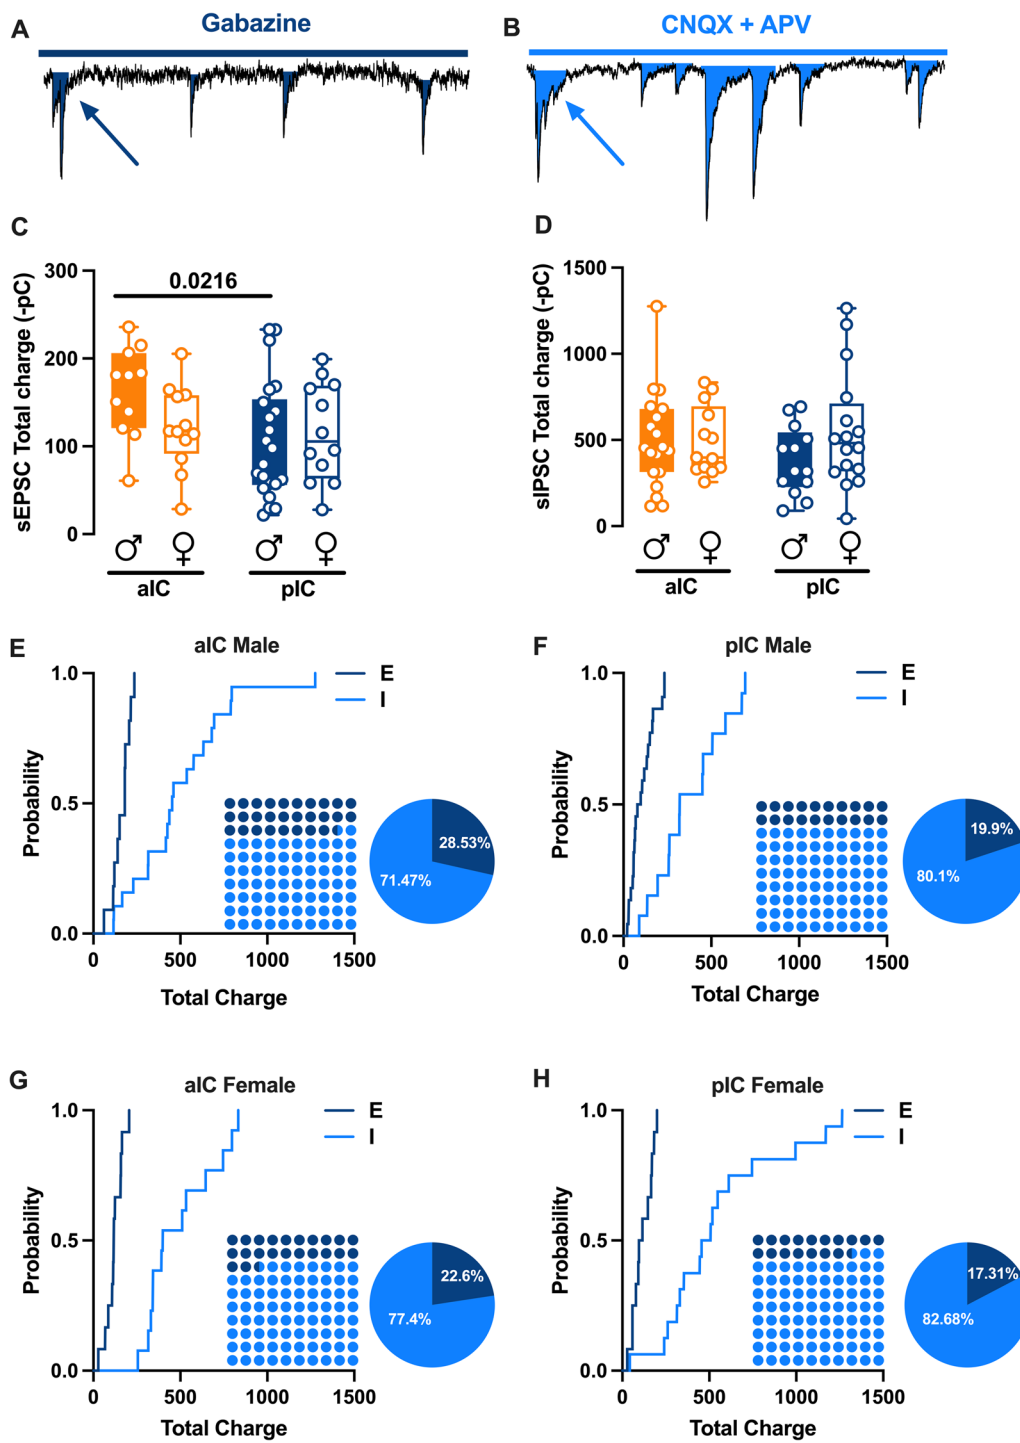 A
Gabazine
B
CNQX + APV
C
sEPSC Total charge (-pC)
300
200
100
0
0.0216
♂ ♀ ♂ ♀
aIC pIC
D
sIPSC Total charge (-pC)
1500
1000
500
0
♂ ♀ ♂ ♀
aIC pIC
E
aIC Male
E
I
Probability
1.0
0.5
0.0
28.53%
71.47%
0 500 1000 1500
Total Charge
F
pIC Male
E
I
Probability
1.0
0.5
0.0
19.9%
80.1%
0 500 1000 1500
Total Charge
G
aIC Female
E
I
Probability
1.0
0.5
0.0
22.6%
77.4%
0 500 1000 1500
Total Charge
H
pIC Female
E
I
Probability
1.0
0.5
0.0
17.31%
82.68%
0 500 1000 1500
Total Charge